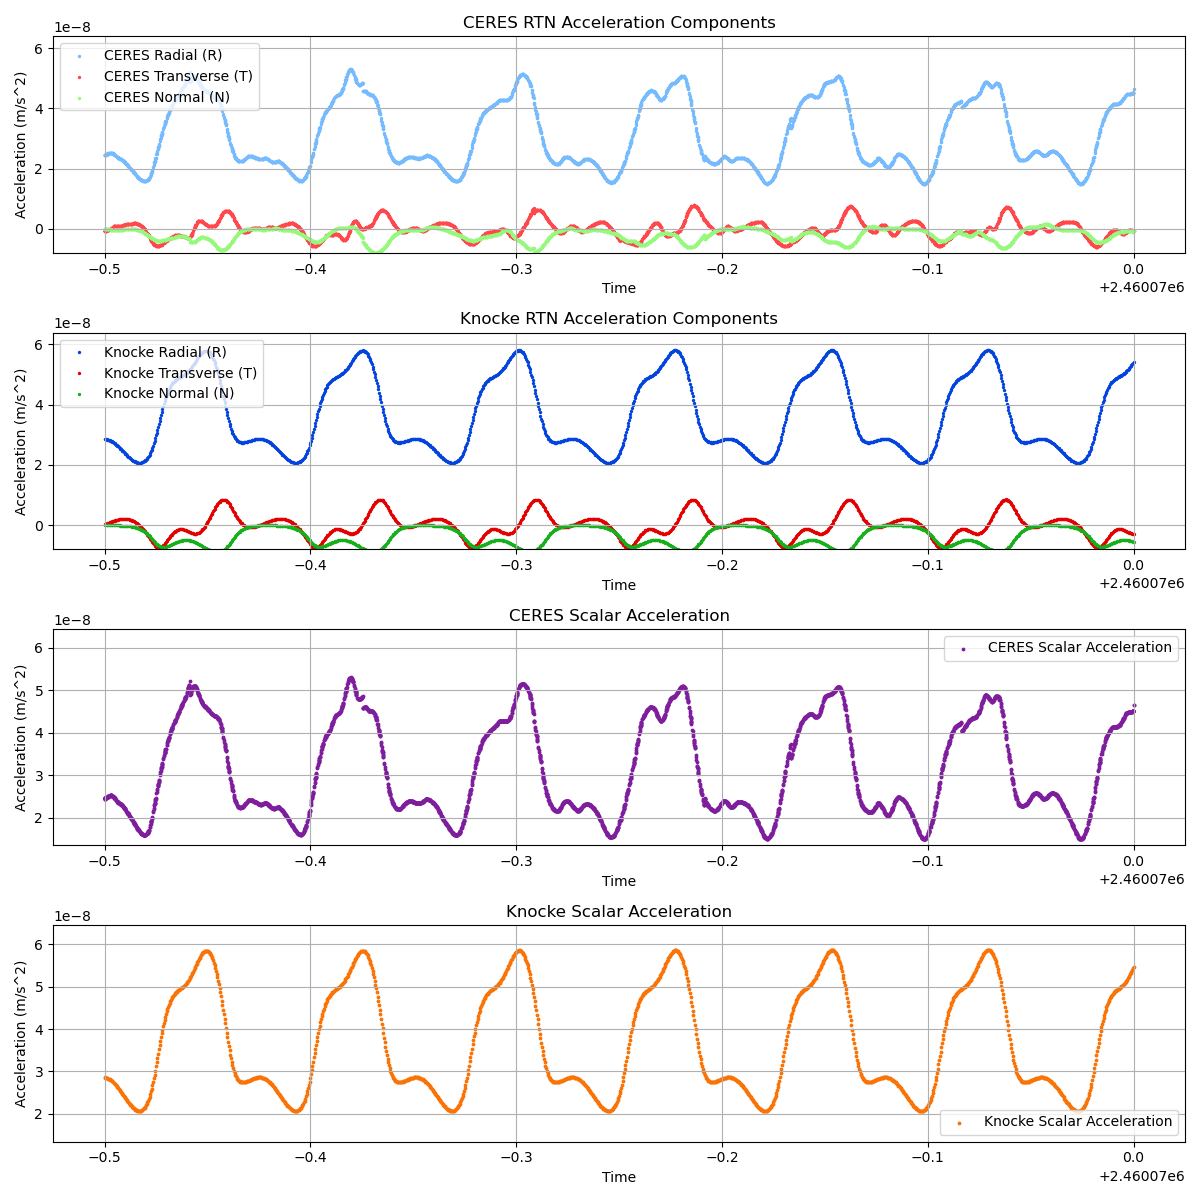 CERES RTN Acceleration Components
1e−8
6
4
2
0
Acceleration (m/s^2)
CERES Radial (R)
CERES Transverse (T)
CERES Normal (N)
−0.5 −0.4 −0.3 −0.2 −0.1 0.0
Time
+2.46007e6
Knocke RTN Acceleration Components
1e−8
6
4
2
0
Acceleration (m/s^2)
Knocke Radial (R)
Knocke Transverse (T)
Knocke Normal (N)
−0.5 −0.4 −0.3 −0.2 −0.1 0.0
Time
+2.46007e6
CERES Scalar Acceleration
1e−8
6
5
4
3
2
Acceleration (m/s^2)
CERES Scalar Acceleration
−0.5 −0.4 −0.3 −0.2 −0.1 0.0
Time
+2.46007e6
Knocke Scalar Acceleration
1e−8
6
5
4
3
2
Acceleration (m/s^2)
Knocke Scalar Acceleration
−0.5 −0.4 −0.3 −0.2 −0.1 0.0
Time
+2.46007e6